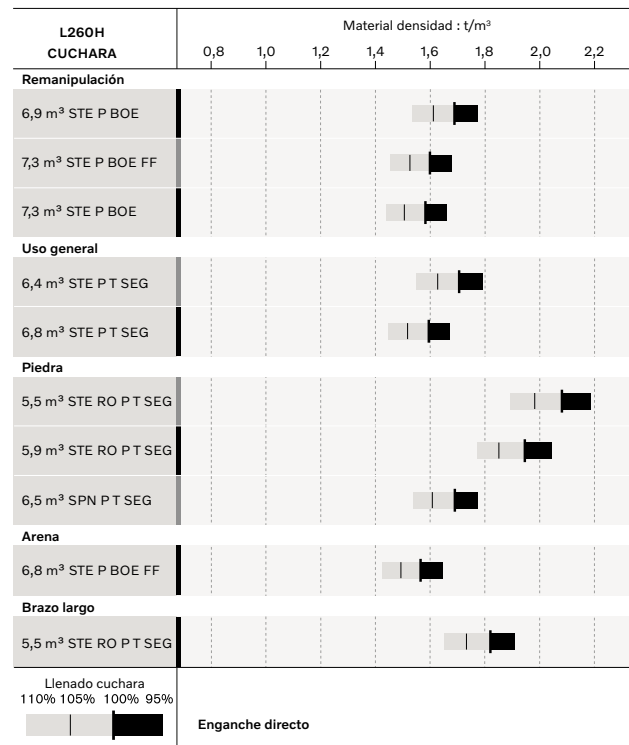 L260H
CUCHARA
Material densidad : t/m³
0,8 1,0 1,2 1,4 1,6 1,8 2,0 2,2
Remanipulación
6,9 m³ STE P BOE
7,3 m³ STE P BOE FF
7,3 m³ STE P BOE
Uso general
6,4 m³ STE P T SEG
6,8 m³ STE P T SEG
Piedra
5,5 m³ STE RO P T SEG
5,9 m³ STE RO P T SEG
6,5 m³ SPN P T SEG
Arena
6,8 m³ STE P BOE FF
Brazo largo
5,5 m³ STE RO P T SEG
Llenado cuchara
110% 105% 100% 95%
Enganche directo